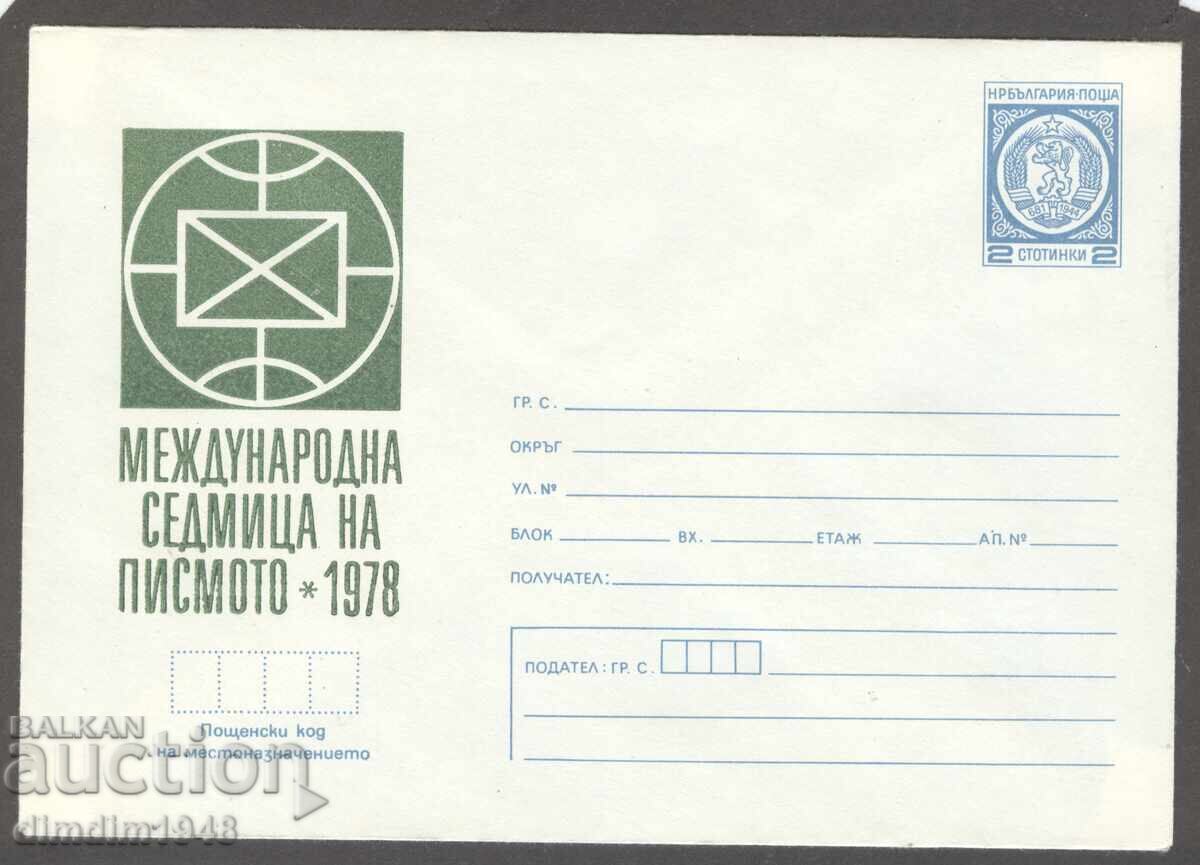 НРБЪЛГАРИЯ·ПОЩА
681 1944
2 СТОТИНКИ 2
МЕЖДУНАРОДНА
СЕДМИЦА НА
ПИСМОТО * 1978
ГР. С.
ОКРЪГ
УЛ. №
БЛОК ВХ. ЕТАЖ АП. №
ПОЛУЧАТЕЛ:
ПОДАТЕЛ: ГР. С.
Пощенски код
на местоназначението
BALKAN
auction
dimdim1948